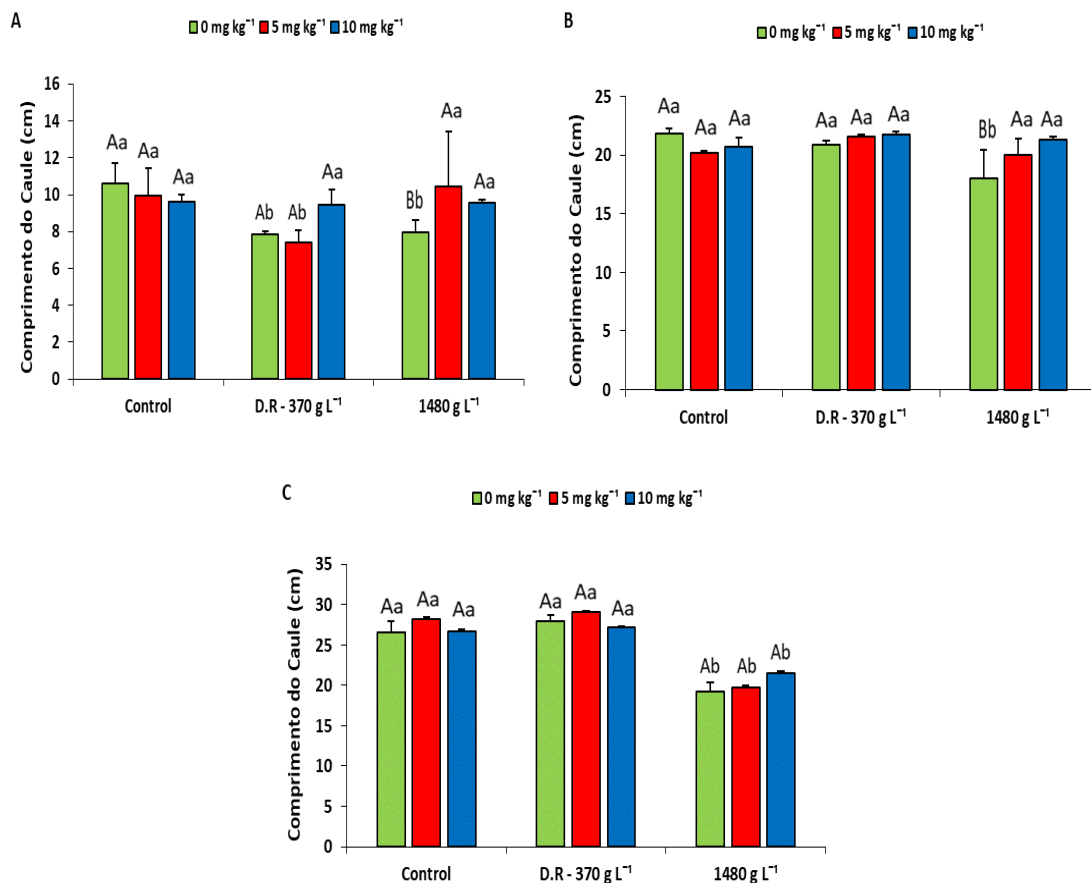 A
0 mg kg⁻¹ 5 mg kg⁻¹ 10 mg kg⁻¹
Comprimento do Caule (cm)
16
14
12
10
8
6
4
2
0
Aa Aa Aa
Ab Ab Aa
Bb Aa Aa
Control D.R - 370 g L⁻¹ 1480 g L⁻¹
B
0 mg kg⁻¹ 5 mg kg⁻¹ 10 mg kg⁻¹
Comprimento do Caule (cm)
25
20
15
10
5
0
Aa Aa Aa
Aa Aa Aa
Bb Aa Aa
Control D.R - 370 g L⁻¹ 1480 g L⁻¹
C
0 mg kg⁻¹ 5 mg kg⁻¹ 10 mg kg⁻¹
Comprimento do Caule (cm)
35
30
25
20
15
10
5
0
Aa Aa Aa
Aa Aa Aa
Ab Ab Ab
Control D.R - 370 g L⁻¹ 1480 g L⁻¹